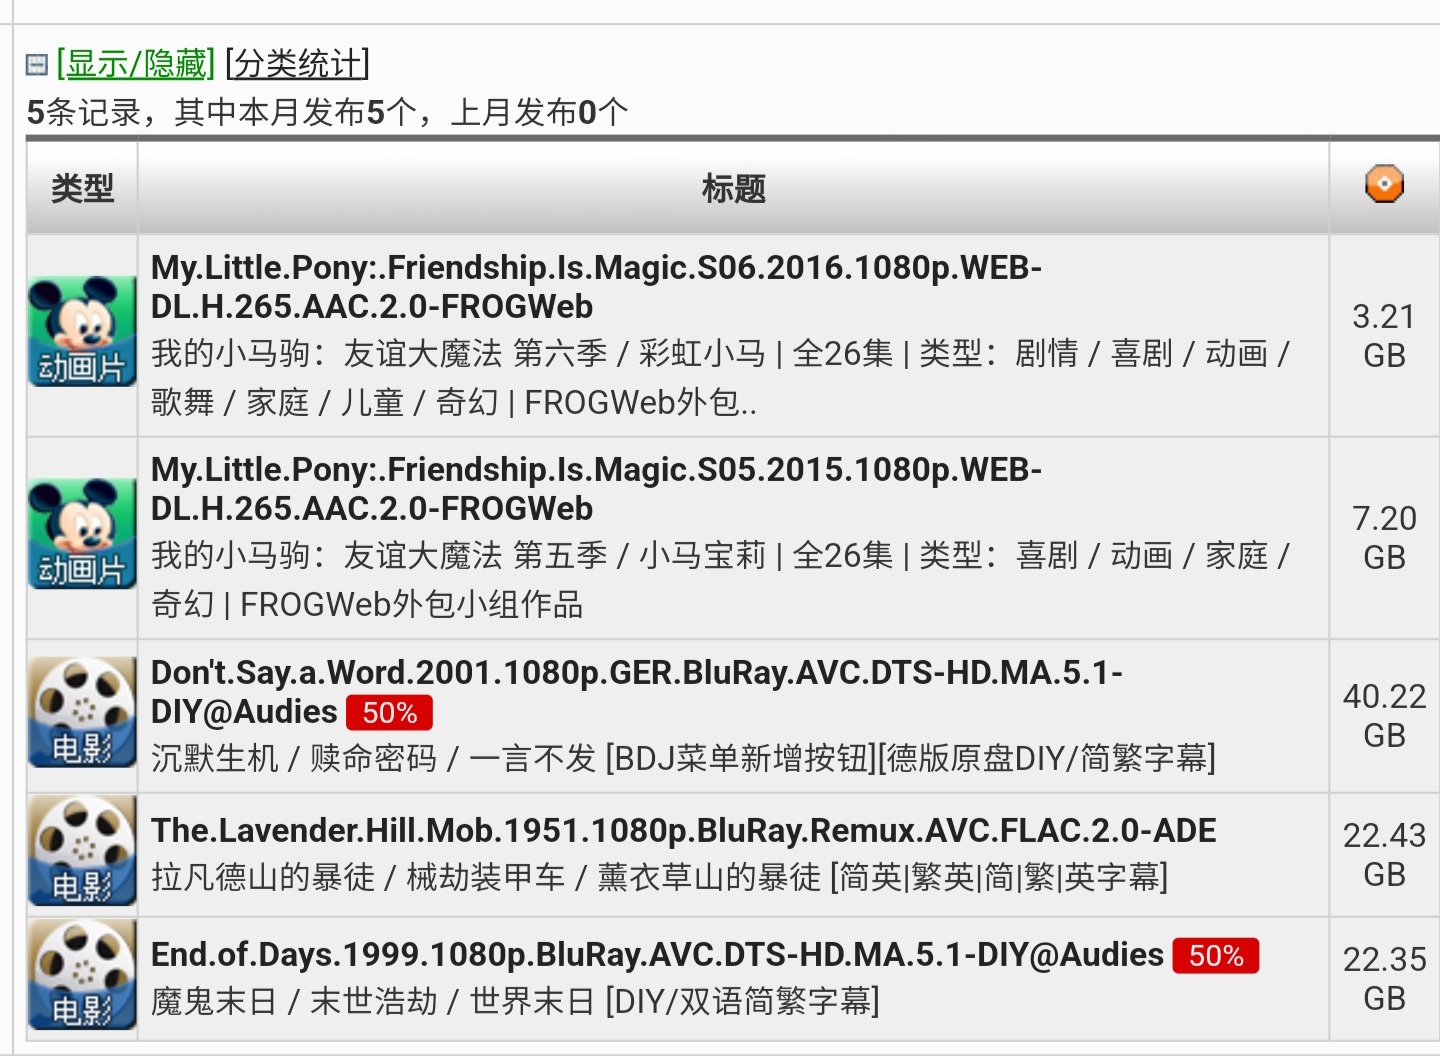 [显示/隐藏] [分类统计]
5条记录，其中本月发布5个，上月发布0个
类型 标题
My.Little.Pony:.Friendship.Is.Magic.S06.2016.1080p.WEB-
DL.H.265.AAC.2.0-FROGWeb
我的小马驹：友谊大魔法 第六季 / 彩虹小马 | 全26集 | 类型：剧情 / 喜剧 / 动画 /
歌舞 / 家庭 / 儿童 / 奇幻 | FROGWeb外包..
动画片
3.21
GB
My.Little.Pony:.Friendship.Is.Magic.S05.2015.1080p.WEB-
DL.H.265.AAC.2.0-FROGWeb
我的小马驹：友谊大魔法 第五季 / 小马宝莉 | 全26集 | 类型：喜剧 / 动画 / 家庭 /
奇幻 | FROGWeb外包小组作品
动画片
7.20
GB
Don't.Say.a.Word.2001.1080p.GER.BluRay.AVC.DTS-HD.MA.5.1-
DIY@Audies 50%
沉默生机 / 赎命密码 / 一言不发 [BDJ菜单新增按钮][德版原盘DIY/简繁字幕]
电影
40.22
GB
The.Lavender.Hill.Mob.1951.1080p.BluRay.Remux.AVC.FLAC.2.0-ADE
拉凡德山的暴徒 / 械劫装甲车 / 薰衣草山的暴徒 [简英|繁英|简|繁|英字幕]
电影
22.43
GB
End.of.Days.1999.1080p.BluRay.AVC.DTS-HD.MA.5.1-DIY@Audies 50%
魔鬼末日 / 末世浩劫 / 世界末日 [DIY/双语简繁字幕]
电影
22.35
GB